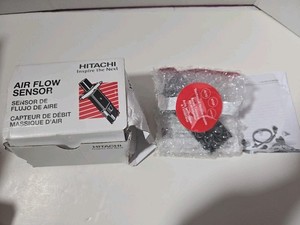 HITACHI
Inspire the Next
AIR FLOW
SENSOR
SENSOR DE
FLUJO DE AIRE
CAPTEUR DE DÉBIT
MASSIQUE D'AIR
HITACHI